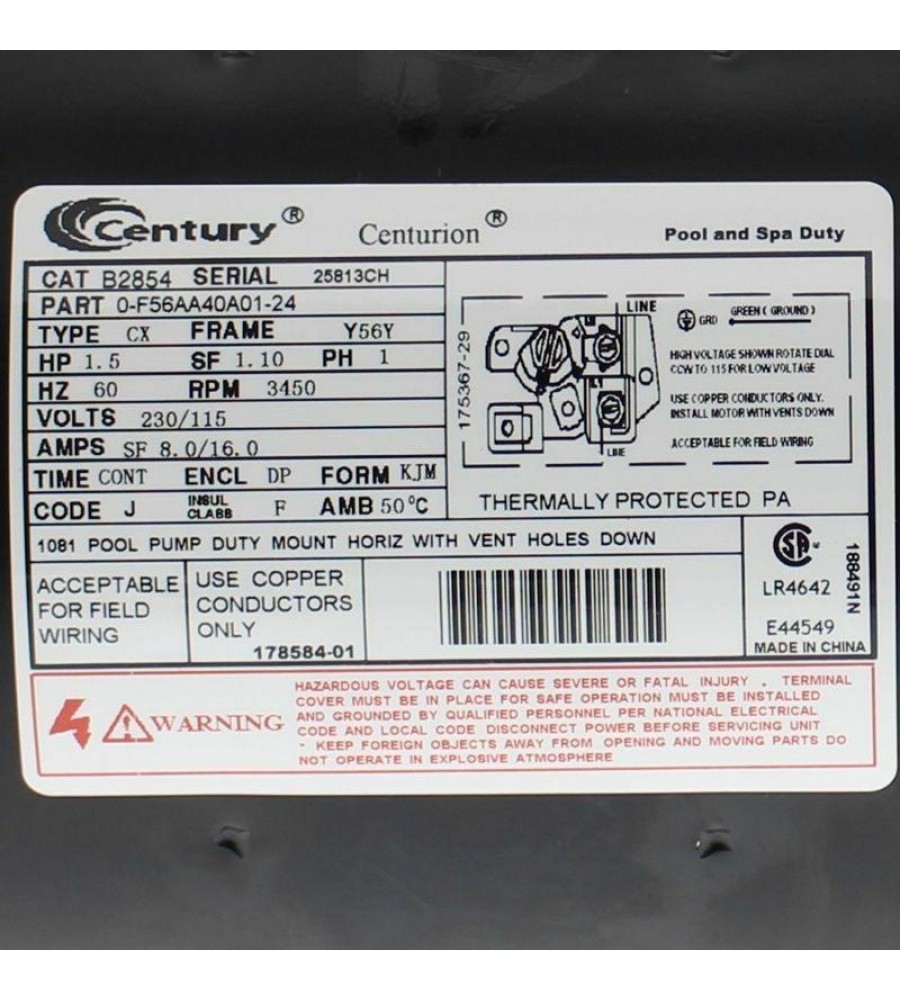 Century® Centurion® Pool and Spa Duty
CAT B2854 SERIAL 25813CH
PART 0-F56AA40A01-24
TYPE CX FRAME Y56Y
HP 1.5 SF 1.10 PH 1
HZ 60 RPM 3450
VOLTS 230/115
AMPS SF 8.0/16.0
TIME CONT ENCL DP FORM KJM
CODE J INSUL CLABB F AMB 50°C
175367-29
LINE
L1
LINE
GRD GREEN ( GROUND )
HIGH VOLTAGE SHOWN ROTATE DIAL
CCW TO 115 FOR LOW VOLTAGE
USE COPPER CONDUCTORS ONLY.
INSTALL MOTOR WITH VENTS DOWN
ACCEPTABLE FOR FIELD WIRING
THERMALLY PROTECTED PA
1081 POOL PUMP DUTY MOUNT HORIZ WITH VENT HOLES DOWN
ACCEPTABLE
FOR FIELD
WIRING
USE COPPER
CONDUCTORS
ONLY
178584-01
SA
LR4642
E44549
MADE IN CHINA
188491N
WARNING
HAZARDOUS VOLTAGE CAN CAUSE SEVERE OR FATAL INJURY . TERMINAL
COVER MUST BE IN PLACE FOR SAFE OPERATION MUST BE INSTALLED
AND GROUNDED BY QUALIFIED PERSONNEL PER NATIONAL ELECTRICAL
CODE AND LOCAL CODE DISCONNECT POWER BEFORE SERVICING UNIT
· KEEP FOREIGN OBJECTS AWAY FROM OPENING AND MOVING PARTS DO
NOT OPERATE IN EXPLOSIVE ATMOSPHERE